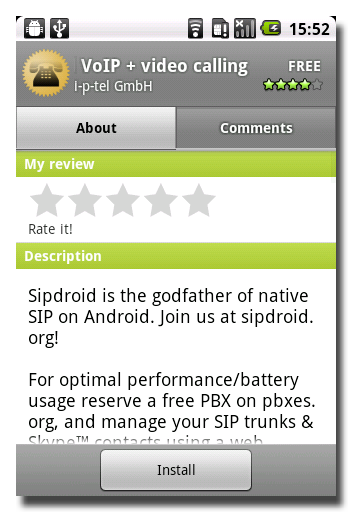 15:52
VoIP + video calling
FREE
i-p-tel GmbH
About
Comments
My review
Rate it!
Description
Sipdroid is the godfather of native
SIP on Android. Join us at sipdroid.
org!
For optimal performance/battery
usage reserve a free PBX on pbxes.
org, and manage your SIP trunks &
Skype™ contacts using a web
Install